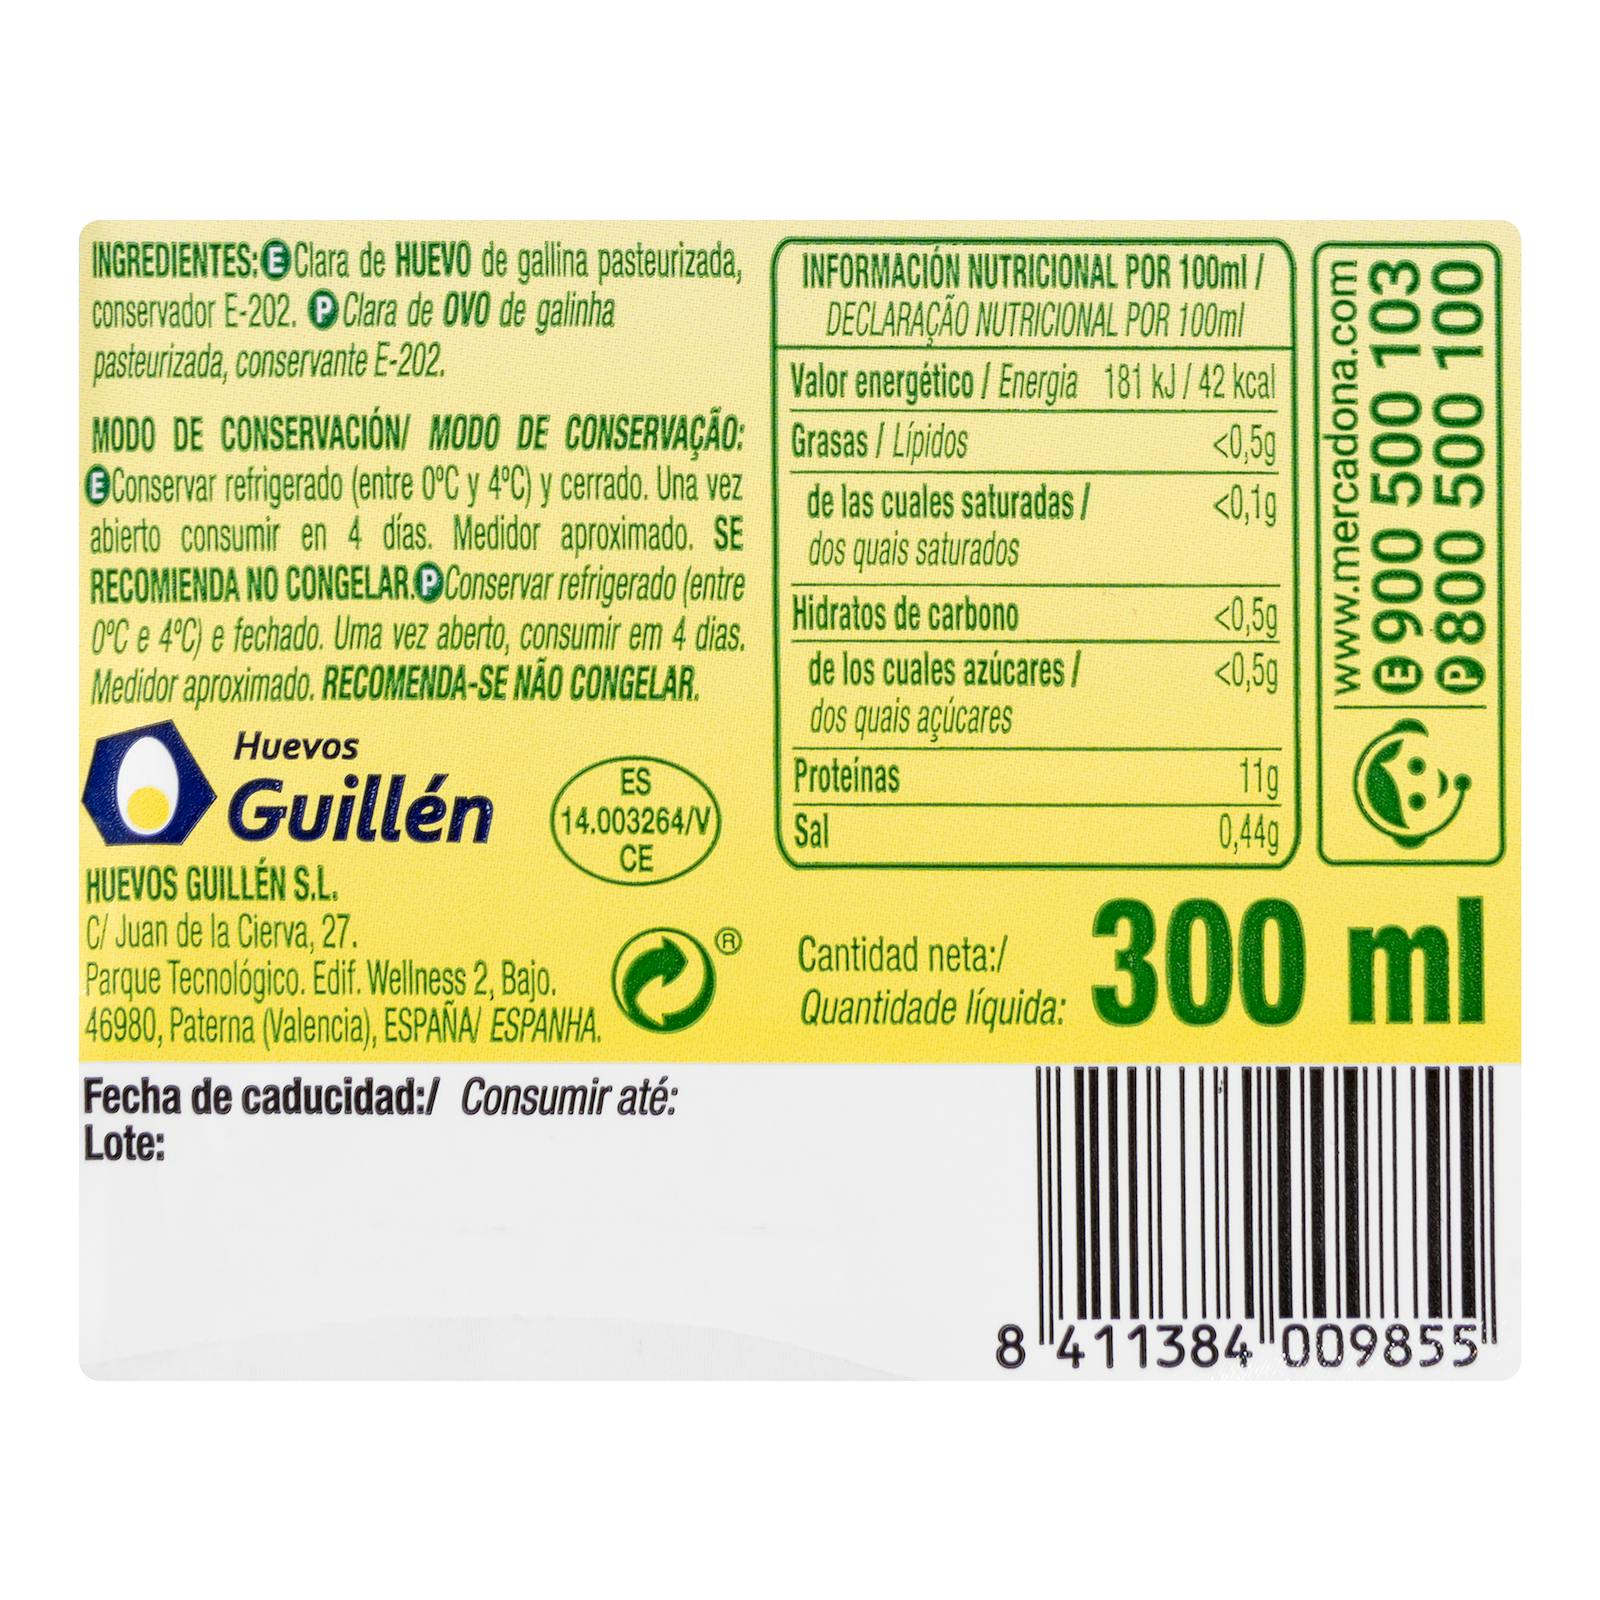 INGREDIENTES: E Clara de HUEVO de gallina pasteurizada,
conservador E-202. P Clara de OVO de galinha
pasteurizada, conservante E-202.
MODO DE CONSERVACIÓN/ MODO DE CONSERVAÇÃO:
E Conservar refrigerado (entre 0ºC y 4ºC) y cerrado. Una vez
abierto consumir en 4 días. Medidor aproximado. SE
RECOMIENDA NO CONGELAR. P Conservar refrigerado (entre
0ºC e 4ºC) e fechado. Uma vez aberto, consumir em 4 dias.
Medidor aproximado. RECOMENDA-SE NÃO CONGELAR.
Huevos
Guillén
ES
14.003264/V
CE
HUEVOS GUILLÉN S.L.
C/ Juan de la Cierva, 27.
Parque Tecnológico. Edif. Wellness 2, Bajo.
46980, Paterna (Valencia), ESPAÑA/ ESPANHA.
®
INFORMACIÓN NUTRICIONAL POR 100ml /
DECLARAÇÃO NUTRICIONAL POR 100ml
Valor energético / Energia 181 kJ / 42 kcal
Grasas / Lípidos <0,5g
de las cuales saturadas / <0,1g
dos quais saturados
Hidratos de carbono <0,5g
de los cuales azúcares / <0,5g
dos quais açúcares
Proteínas 11g
Sal 0,44g
www.mercadona.com
E 900 500 103
P 800 500 100
Cantidad neta:/
Quantidade líquida:
300 ml
Fecha de caducidad:/ Consumir até:
Lote:
8 411384 009855